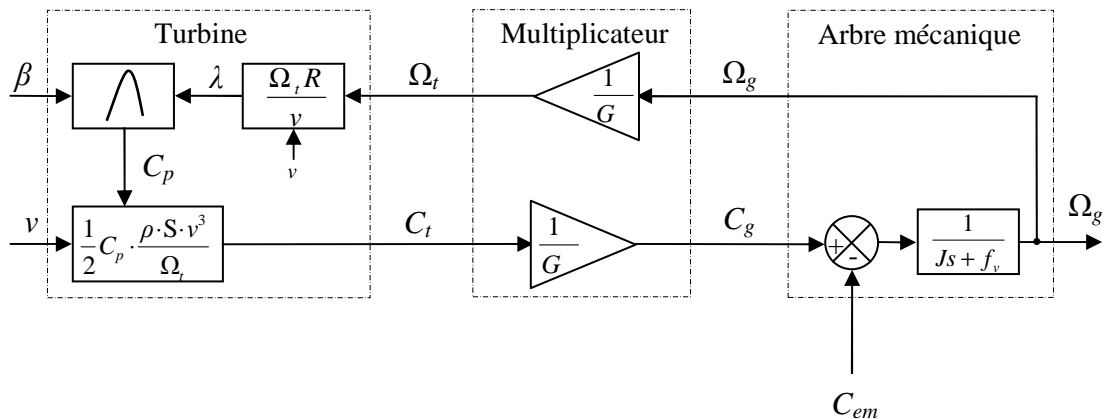 Turbine
Multiplicateur
Arbre mécanique
β
λ
Ω_t R / v
v
Ω_t
1/G
Ω_g
C_p
v
1/2 C_p · ρ·S·v³ / Ω_t
C_t
1/G
C_g
+
-
1 / Js + f_v
Ω_g
C_em